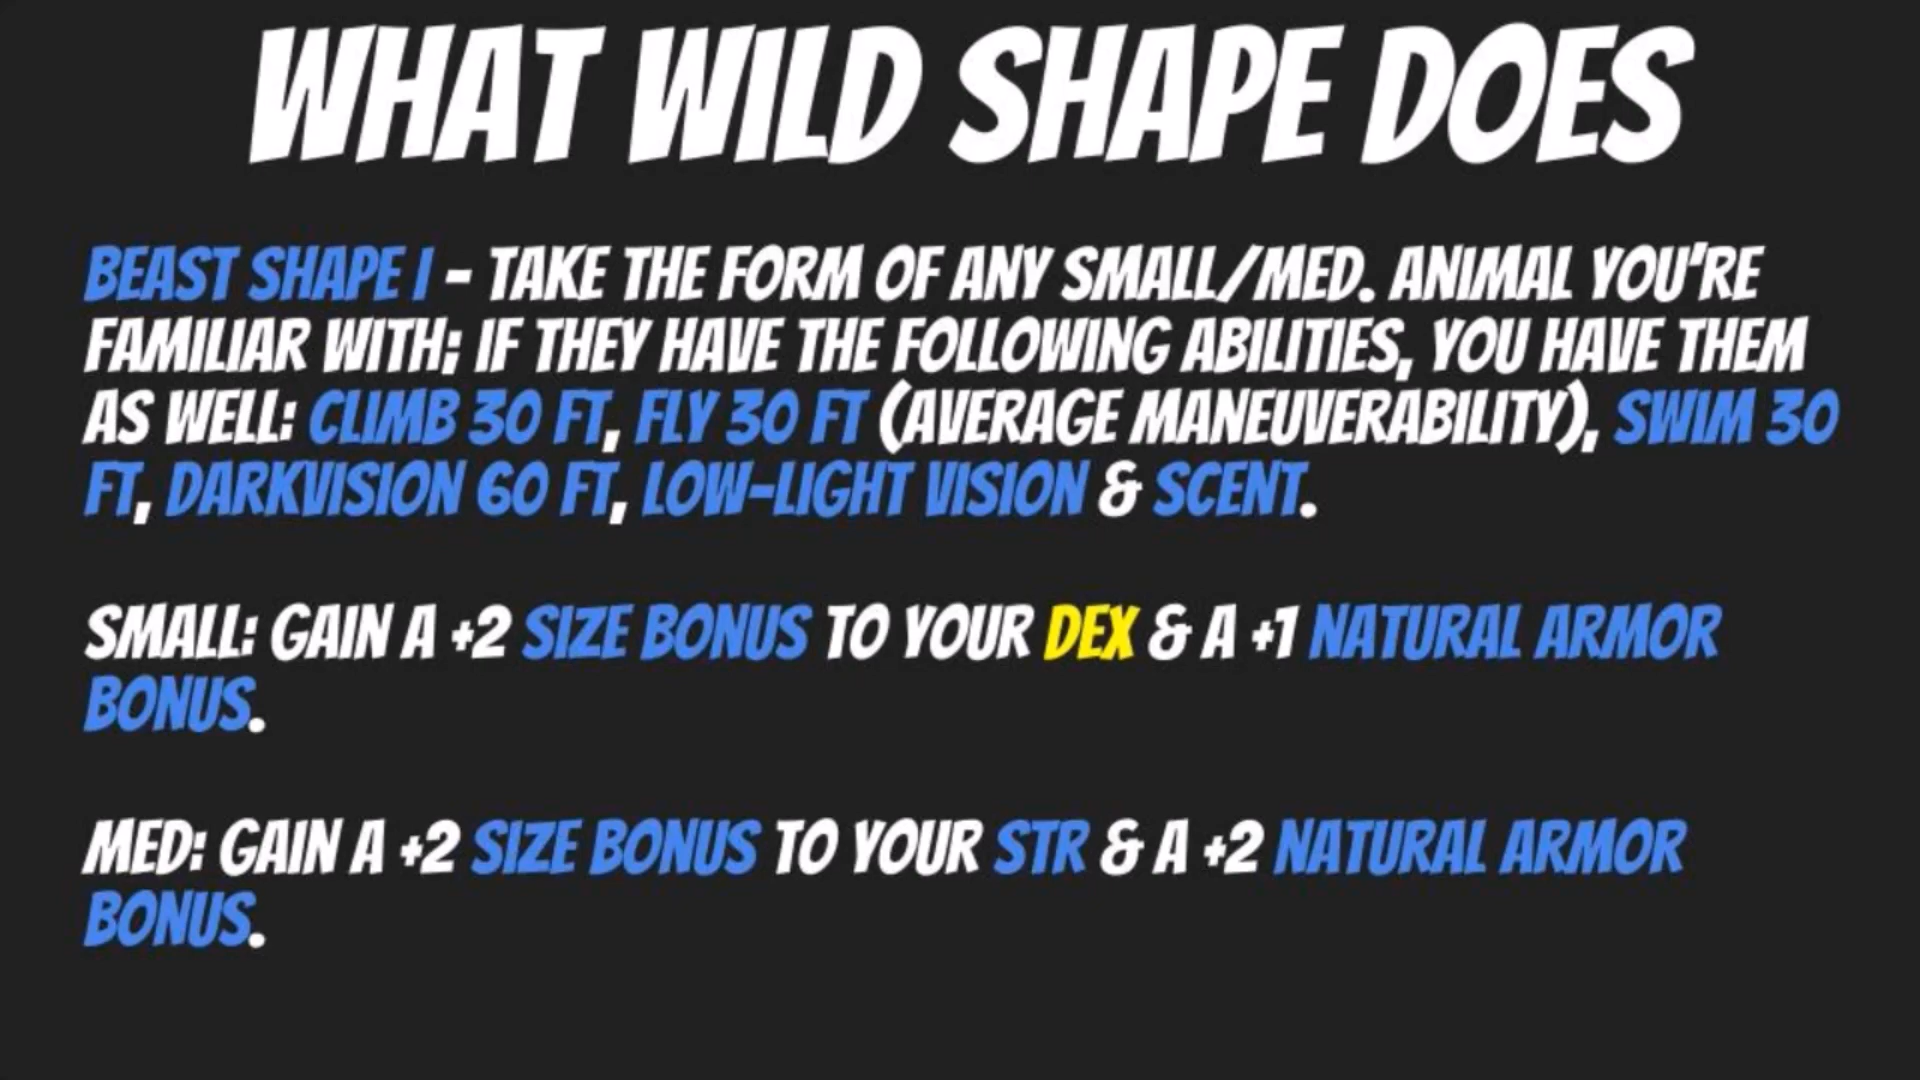 WHAT WILD SHAPE DOES
BEAST SHAPE I - TAKE THE FORM OF ANY SMALL/MED. ANIMAL YOU'RE
FAMILIAR WITH; IF THEY HAVE THE FOLLOWING ABILITIES, YOU HAVE THEM
AS WELL: CLIMB 30 FT, FLY 30 FT (AVERAGE MANEUVERABILITY), SWIM 30
FT, DARKVISION 60 FT, LOW-LIGHT VISION & SCENT.
SMALL: GAIN A +2 SIZE BONUS TO YOUR DEX & A +1 NATURAL ARMOR
BONUS.
MED: GAIN A +2 SIZE BONUS TO YOUR STR & A +2 NATURAL ARMOR
BONUS.